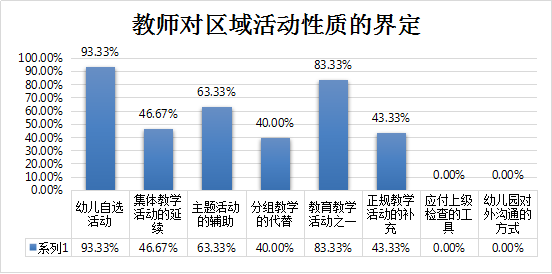 教师对区域活动性质的界定
93.33%
46.67%
63.33%
40.00%
83.33%
43.33%
0.00%
0.00%
100.00%
90.00%
80.00%
70.00%
60.00%
50.00%
40.00%
30.00%
20.00%
10.00%
0.00%
幼儿自选
活动
集体教学
活动的延
续
主题活动
的辅助
分组教学
的代替
教育教学
活动之一
正规教学
活动的补
充
应付上级
检查的工
具
幼儿园对
外沟通的
方式
系列1 93.33% 46.67% 63.33% 40.00% 83.33% 43.33% 0.00% 0.00%